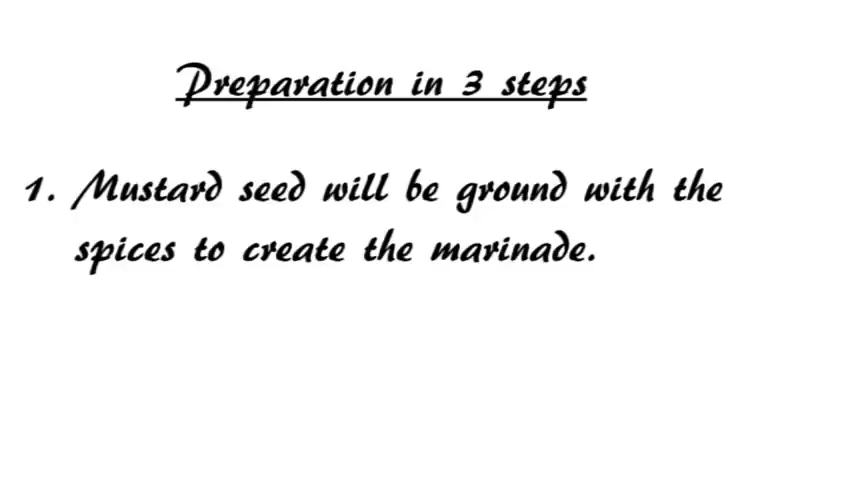 Preparation in 3 steps
1. Mustard seed will be ground with the
spices to create the marinade.